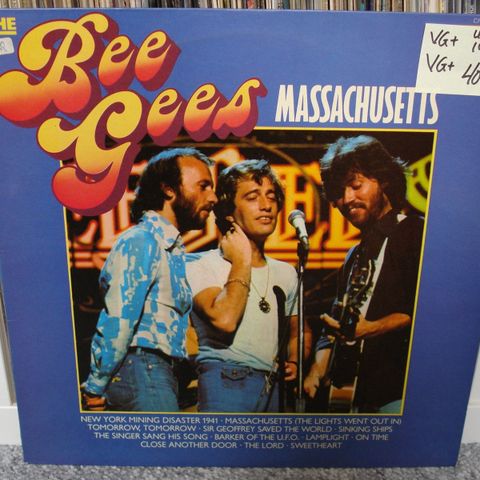 THE
Bee
Gees
MASSACHUSETTS
VG+
VG+
NEW YORK MINING DISASTER 1941 · MASSACHUSETTS (THE LIGHTS WENT OUT IN)
TOMORROW, TOMORROW · SIR GEOFFREY SAVED THE WORLD · SINKING SHIPS
THE SINGER SANG HIS SONG · BARKER OF THE U.F.O. · LAMPLIGHT · ON TIME
CLOSE ANOTHER DOOR · THE LORD · SWEETHEART